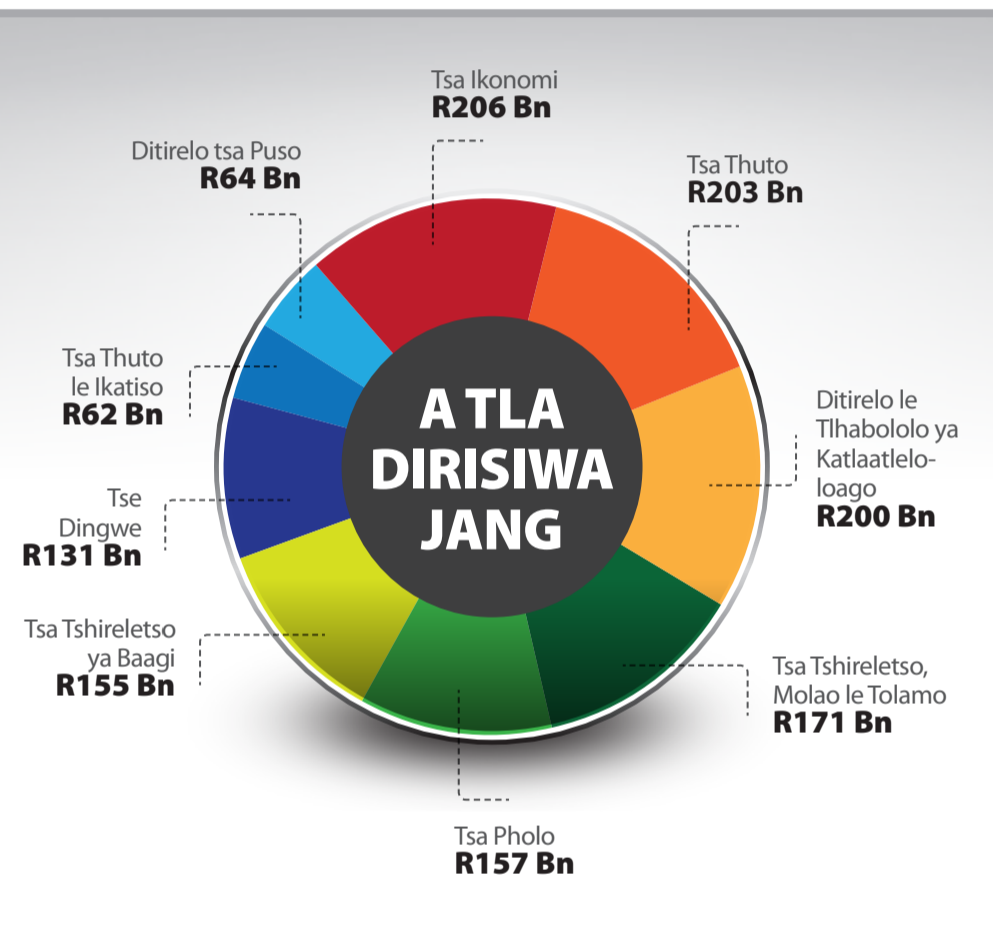 Tsa Ikonomi
R206 Bn
Tsa Thuto
R203 Bn
Ditirelo le
Tlhabololo ya
Katlaatlelo-
loago
R200 Bn
Tsa Tshireletso,
Molao le Tolamo
R171 Bn
Tsa Pholo
R157 Bn
Tsa Tshireletso
ya Baagi
R155 Bn
Tse
Dingwe
R131 Bn
Tsa Thuto
le Ikatiso
R62 Bn
Ditirelo tsa Puso
R64 Bn
A TLA
DIRISIWA
JANG